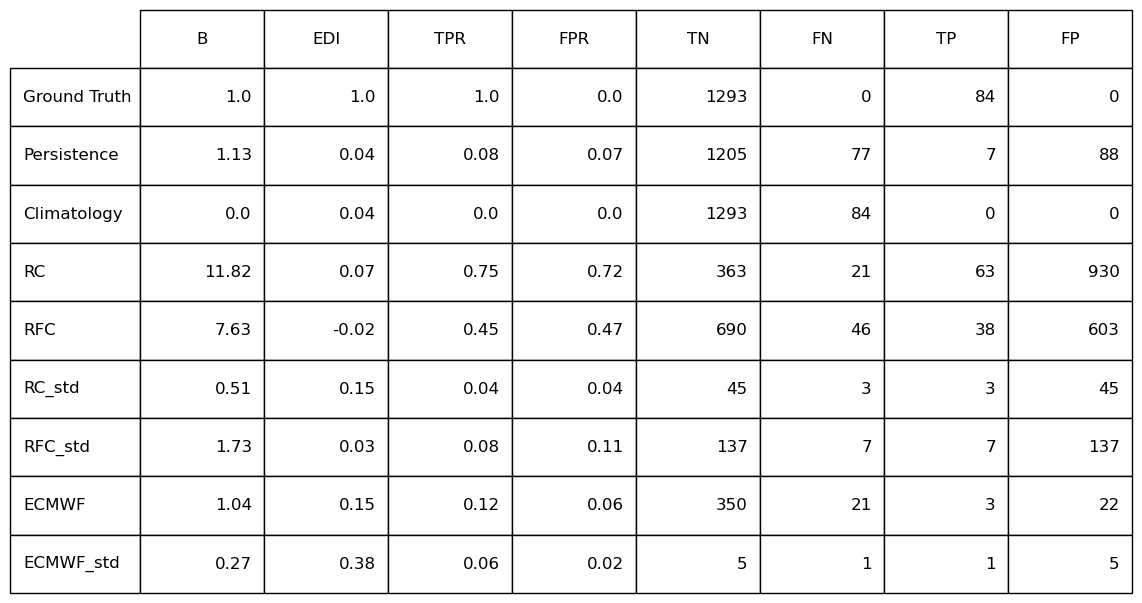 B EDI TPR FPR TN FN TP FP
Ground Truth 1.0 1.0 1.0 0.0 1293 0 84 0
Persistence 1.13 0.04 0.08 0.07 1205 77 7 88
Climatology 0.0 0.04 0.0 0.0 1293 84 0 0
RC 11.82 0.07 0.75 0.72 363 21 63 930
RFC 7.63 -0.02 0.45 0.47 690 46 38 603
RC_std 0.51 0.15 0.04 0.04 45 3 3 45
RFC_std 1.73 0.03 0.08 0.11 137 7 7 137
ECMWF 1.04 0.15 0.12 0.06 350 21 3 22
ECMWF_std 0.27 0.38 0.06 0.02 5 1 1 5